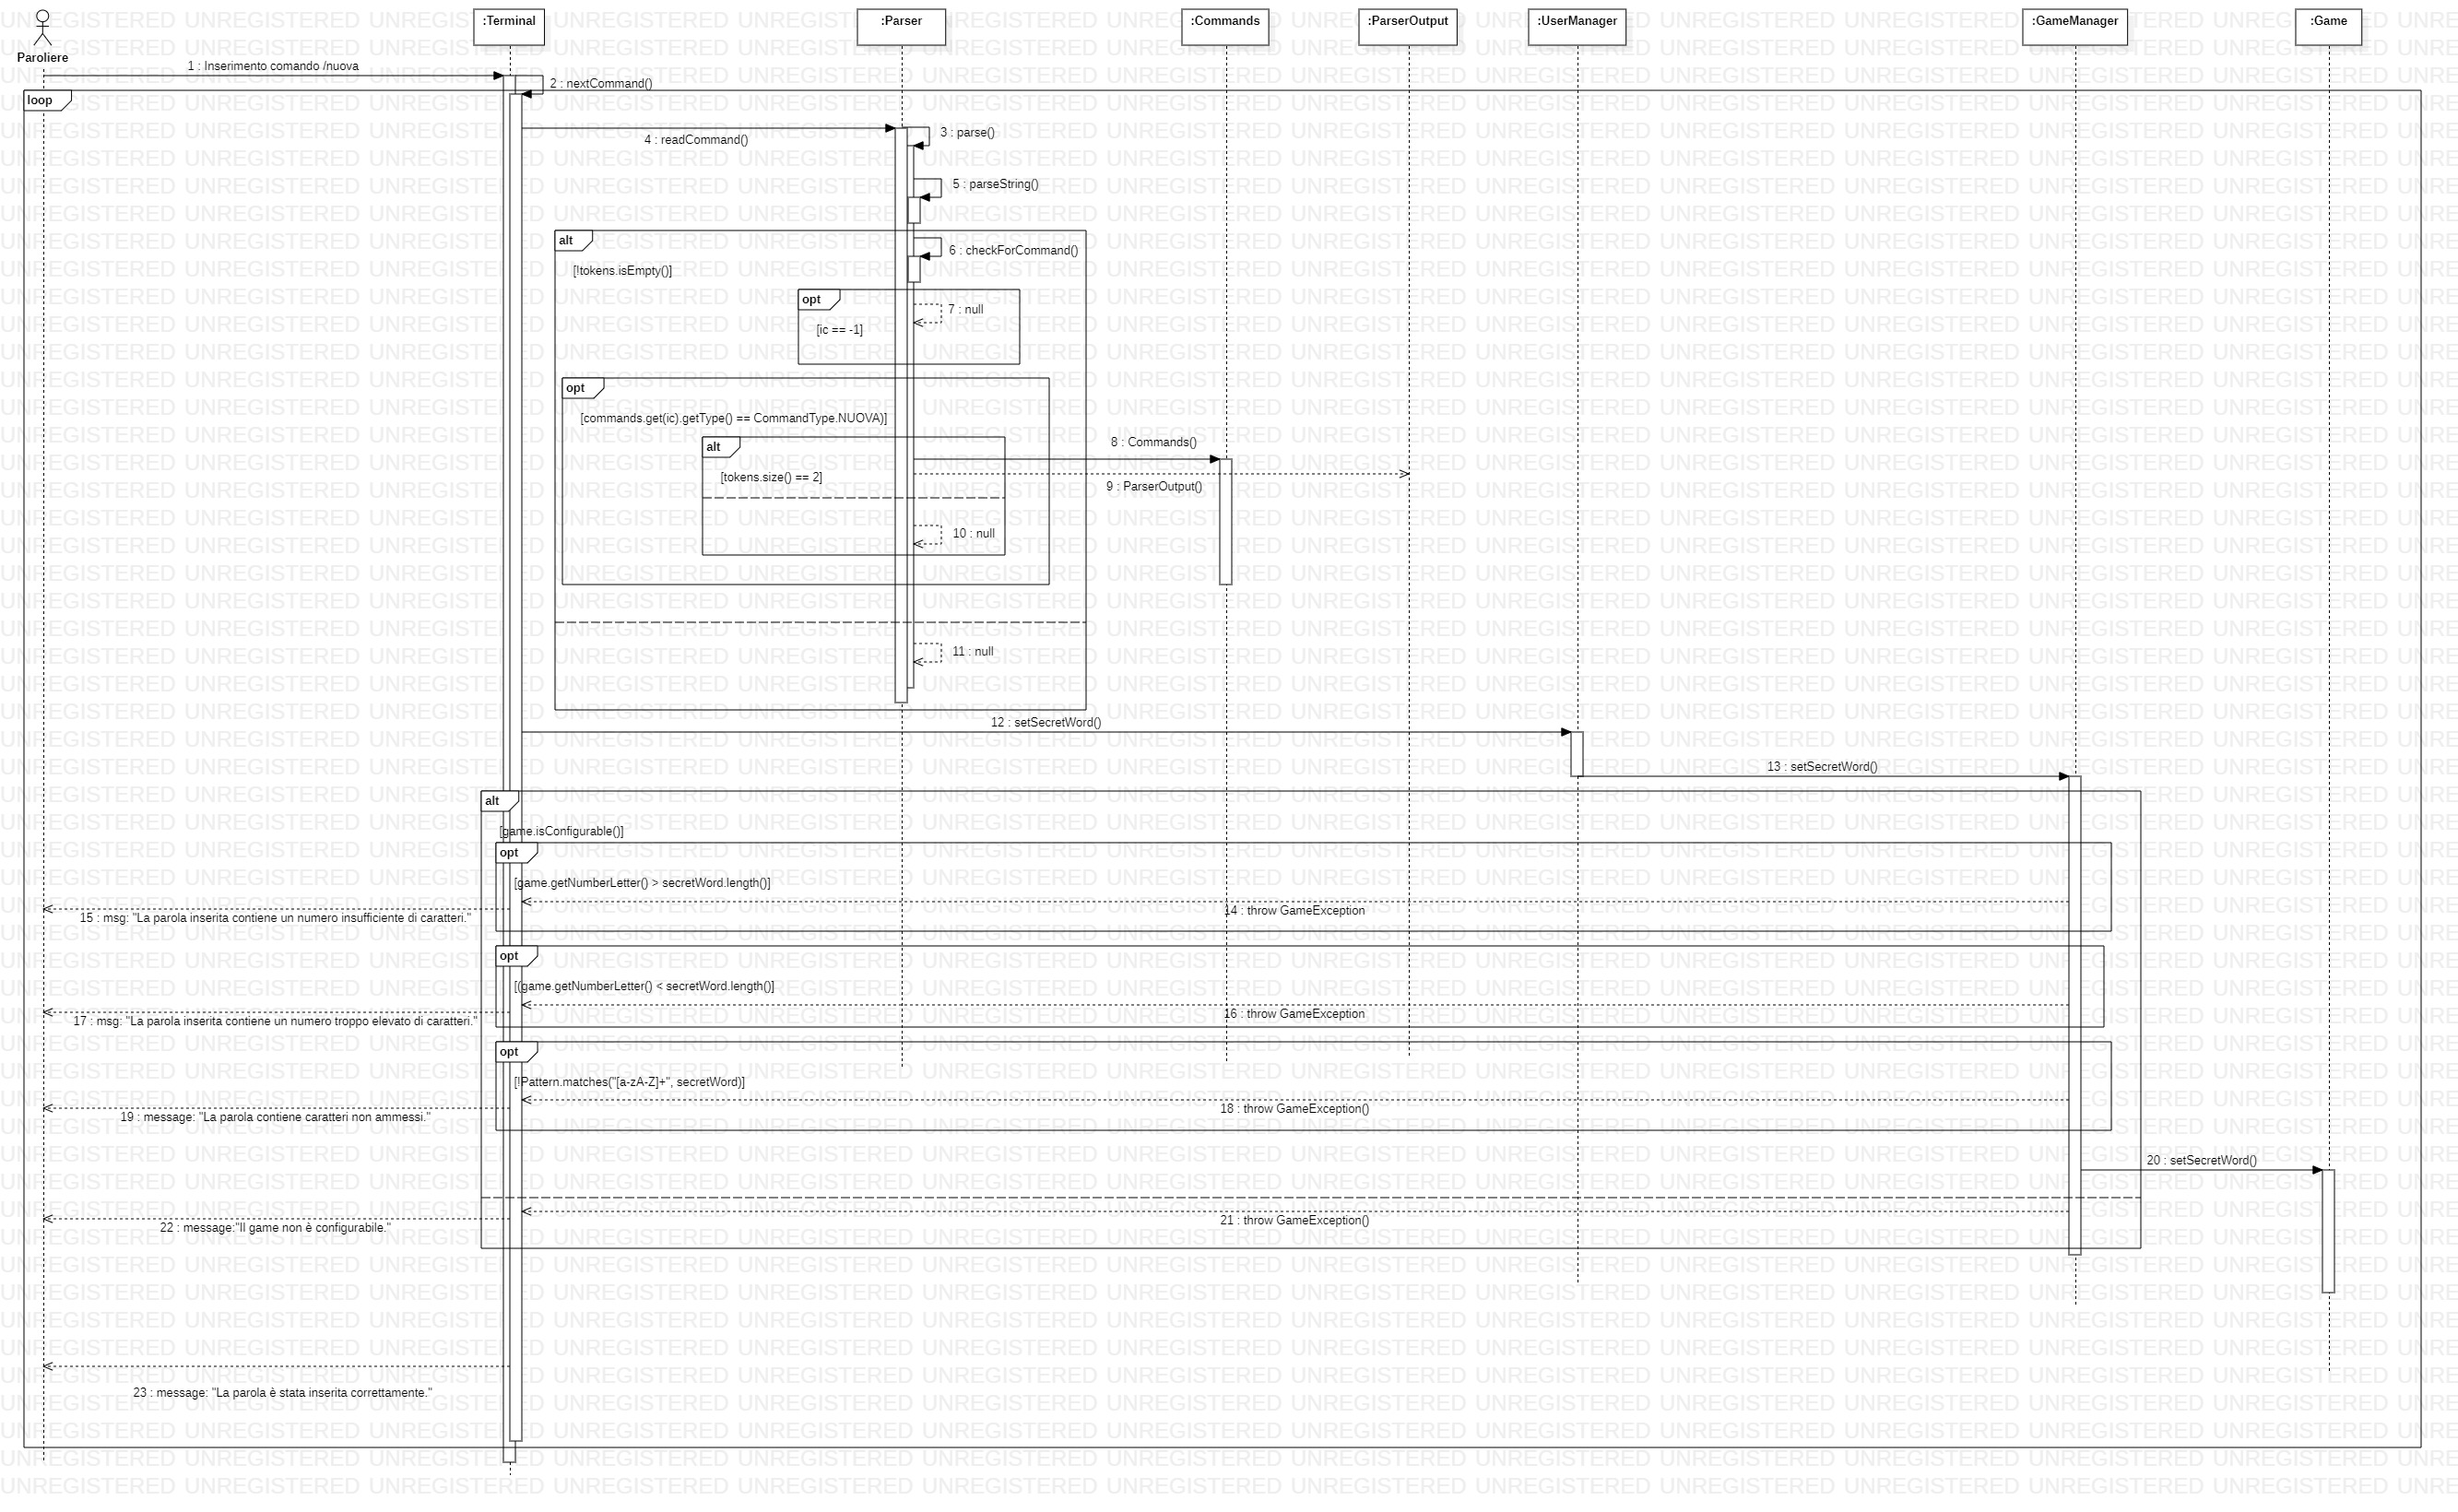 Paroliere
:Terminal
:Parser
:Commands
:ParserOutput
:UserManager
:GameManager
:Game
1 : Inserimento comando /nuova
2 : nextCommand()
loop
3 : parse()
4 : readCommand()
5 : parseString()
alt
6 : checkForCommand()
[!tokens.isEmpty()]
opt
7 : null
[ic == -1]
opt
[commands.get(ic).getType() == CommandType.NUOVA)]
alt
8 : Commands()
[tokens.size() == 2]
9 : ParserOutput()
10 : null
11 : null
12 : setSecretWord()
13 : setSecretWord()
alt
[game.isConfigurable()]
opt
[game.getNumberLetter() > secretWord.length()]
14 : throw GameException
15 : msg: "La parola inserita contiene un numero insufficiente di caratteri."
opt
[(game.getNumberLetter() < secretWord.length()]
16 : throw GameException
17 : msg: "La parola inserita contiene un numero troppo elevato di caratteri."
opt
[!Pattern.matches("[a-zA-Z]+", secretWord)]
18 : throw GameException()
19 : message: "La parola contiene caratteri non ammessi."
20 : setSecretWord()
21 : throw GameException()
22 : message:"Il game non è configurabile."
23 : message: "La parola è stata inserita correttamente."
UNREGISTERED